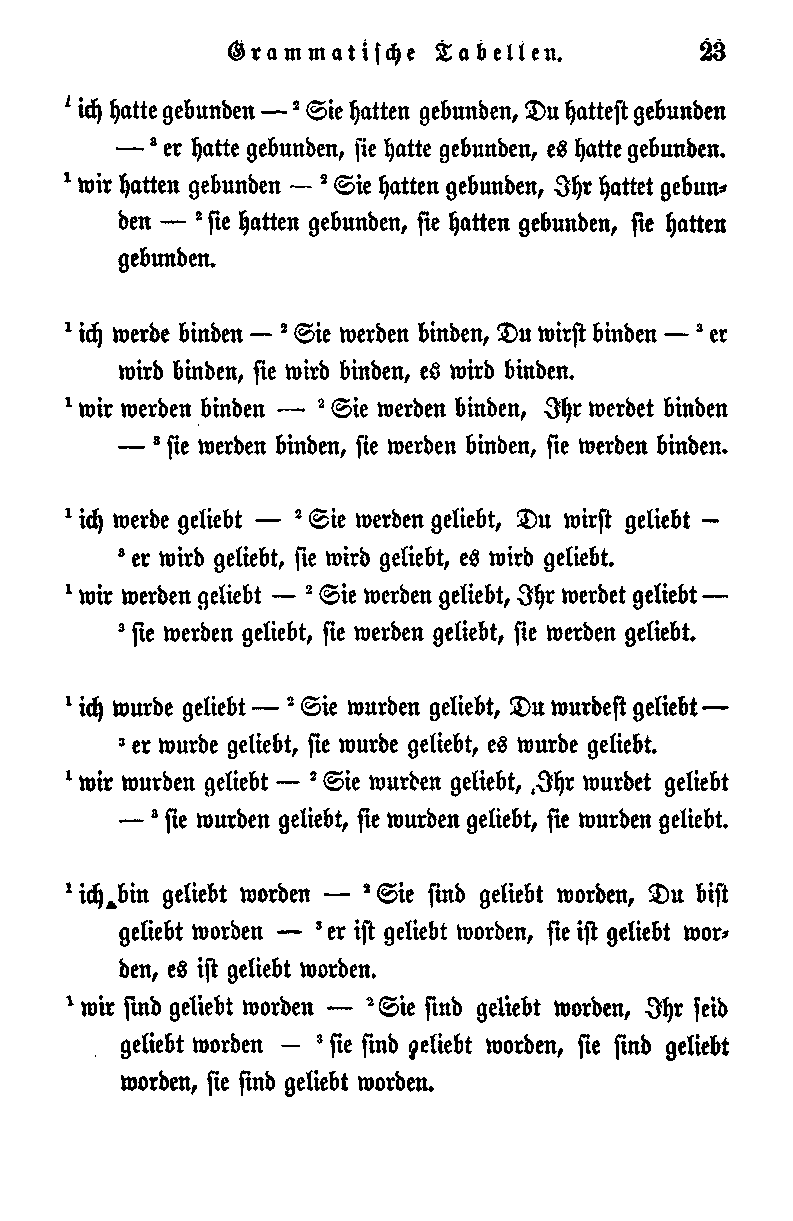 Grammatische Tabellen. 23
¹ ich hatte gebunden — ² Sie hatten gebunden, Du hattest gebunden
— ³ er hatte gebunden, sie hatte gebunden, es hatte gebunden.
¹ wir hatten gebunden — ² Sie hatten gebunden, Ihr hattet gebun⸗
den — ² sie hatten gebunden, sie hatten gebunden, sie hatten
gebunden.
¹ ich werde binden — ² Sie werden binden, Du wirst binden — ³ er
wird binden, sie wird binden, es wird binden.
¹ wir werden binden — ² Sie werden binden, Ihr werdet binden
— ³ sie werden binden, sie werden binden, sie werden binden.
¹ ich werde geliebt — ² Sie werden geliebt, Du wirst geliebt —
³ er wird geliebt, sie wird geliebt, es wird geliebt.
¹ wir werden geliebt — ² Sie werden geliebt, Ihr werdet geliebt —
³ sie werden geliebt, sie werden geliebt, sie werden geliebt.
¹ ich wurde geliebt — ² Sie wurden geliebt, Du wurdest geliebt —
³ er wurde geliebt, sie wurde geliebt, es wurde geliebt.
¹ wir wurden geliebt — ² Sie wurden geliebt, Ihr wurdet geliebt
— ³ sie wurden geliebt, sie wurden geliebt, sie wurden geliebt.
¹ ich bin geliebt worden — ² Sie sind geliebt worden, Du bist
geliebt worden — ³ er ist geliebt worden, sie ist geliebt wor⸗
den, es ist geliebt worden.
¹ wir sind geliebt worden — ² Sie sind geliebt worden, Ihr seid
geliebt worden — ³ sie sind geliebt worden, sie sind geliebt
worden, sie sind geliebt worden.